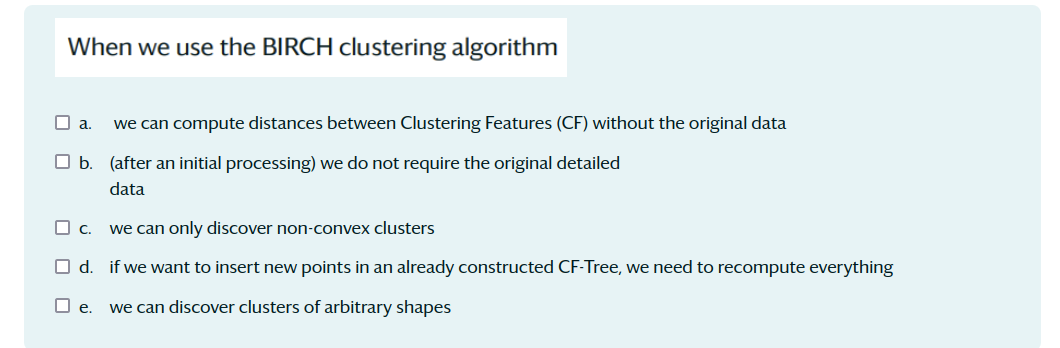 When we use the BIRCH clustering algorithm
a. we can compute distances between Clustering Features (CF) without the original data
b. (after an initial processing) we do not require the original detailed
data
c. we can only discover non-convex clusters
d. if we want to insert new points in an already constructed CF-Tree, we need to recompute everything
e. we can discover clusters of arbitrary shapes